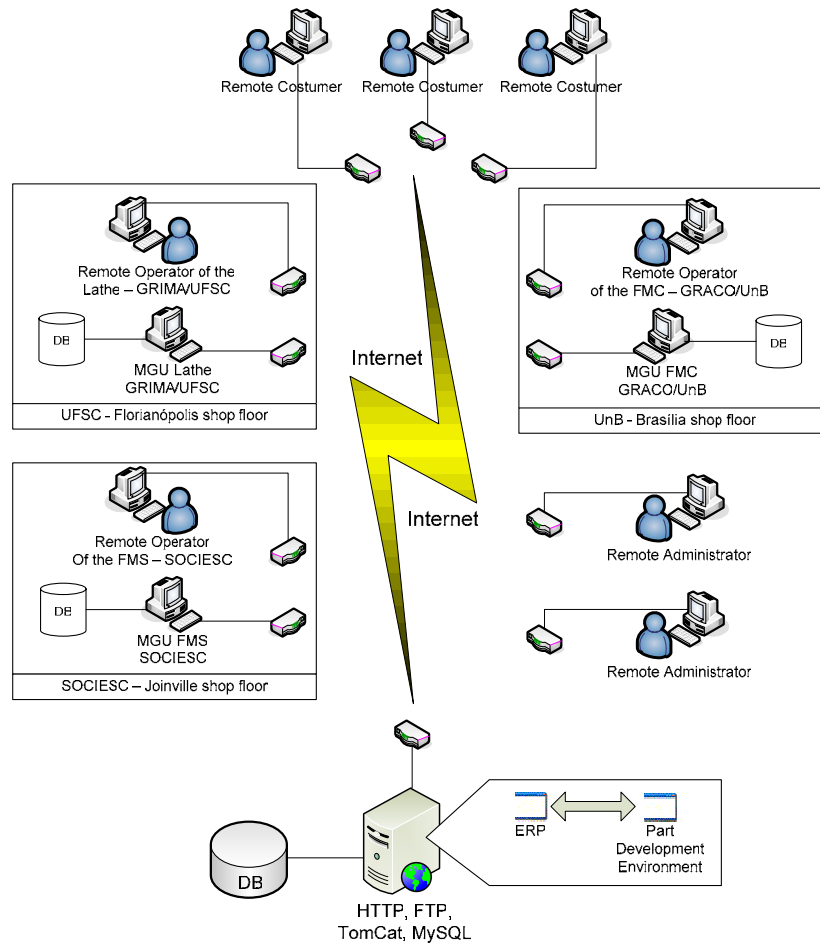 Remote Costumer
Remote Costumer
Remote Costumer
Remote Operator of the
Lathe – GRIMA/UFSC
DB
MGU Lathe
GRIMA/UFSC
UFSC - Florianópolis shop floor
Remote Operator
of the FMC – GRACO/UnB
MGU FMC
GRACO/UnB
DB
UnB - Brasília shop floor
Internet
Internet
Remote Operator
Of the FMS – SOCIESC
DB
MGU FMS
SOCIESC
SOCIESC – Joinville shop floor
Remote Administrator
Remote Administrator
ERP
Part
Development
Environment
DB
HTTP, FTP,
TomCat, MySQL